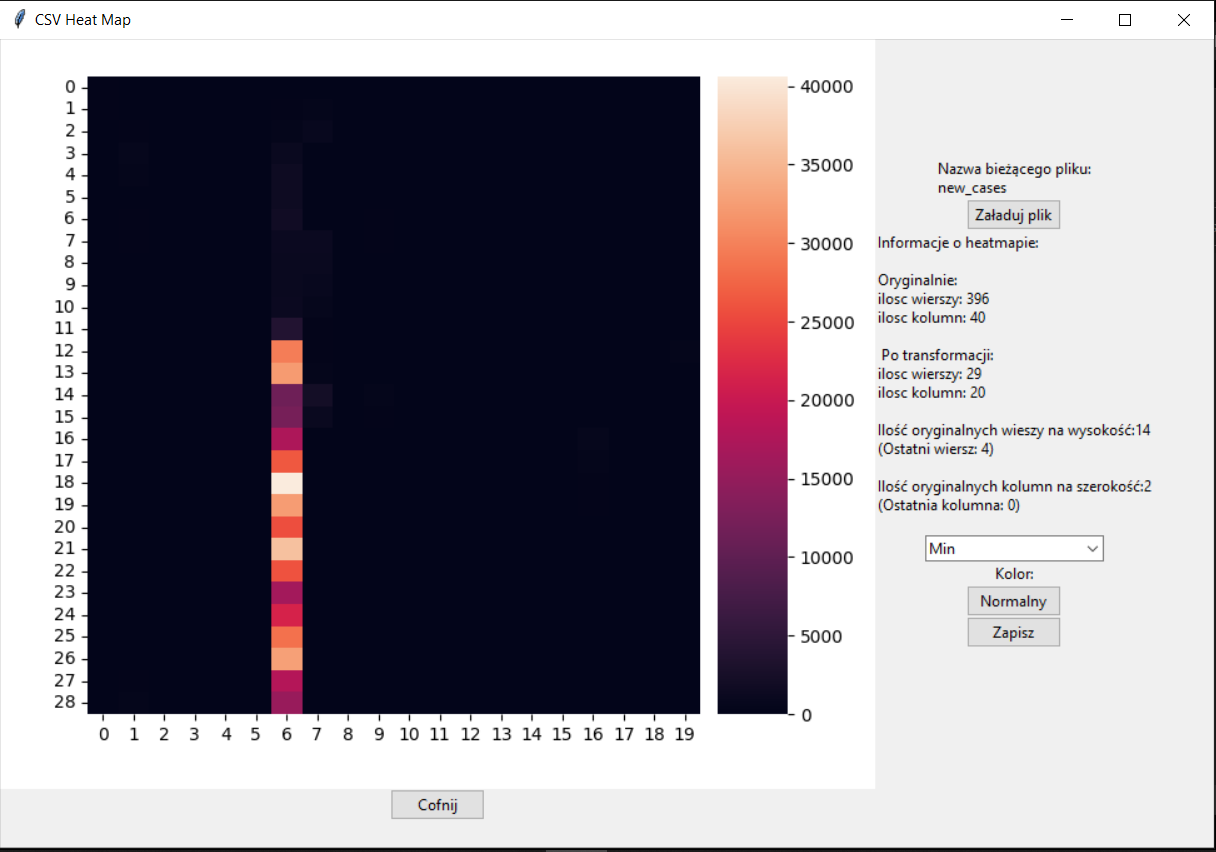 CSV Heat Map
0
1
2
3
4
5
6
7
8
9
10
11
12
13
14
15
16
17
18
19
20
21
22
23
24
25
26
27
28
0 1 2 3 4 5 6 7 8 9 10 11 12 13 14 15 16 17 18 19
40000
35000
30000
25000
20000
15000
10000
5000
0
Nazwa bieżącego pliku:
new_cases
Załaduj plik
Informacje o heatmapie:
Oryginalnie:
ilosc wierszy: 396
ilosc kolumn: 40
Po transformacji:
ilosc wierszy: 29
ilosc kolumn: 20
Ilość oryginalnych wieszy na wysokość:14
(Ostatni wiersz: 4)
Ilość oryginalnych kolumn na szerokość:2
(Ostatnia kolumna: 0)
Min
Kolor:
Normalny
Zapisz
Cofnij